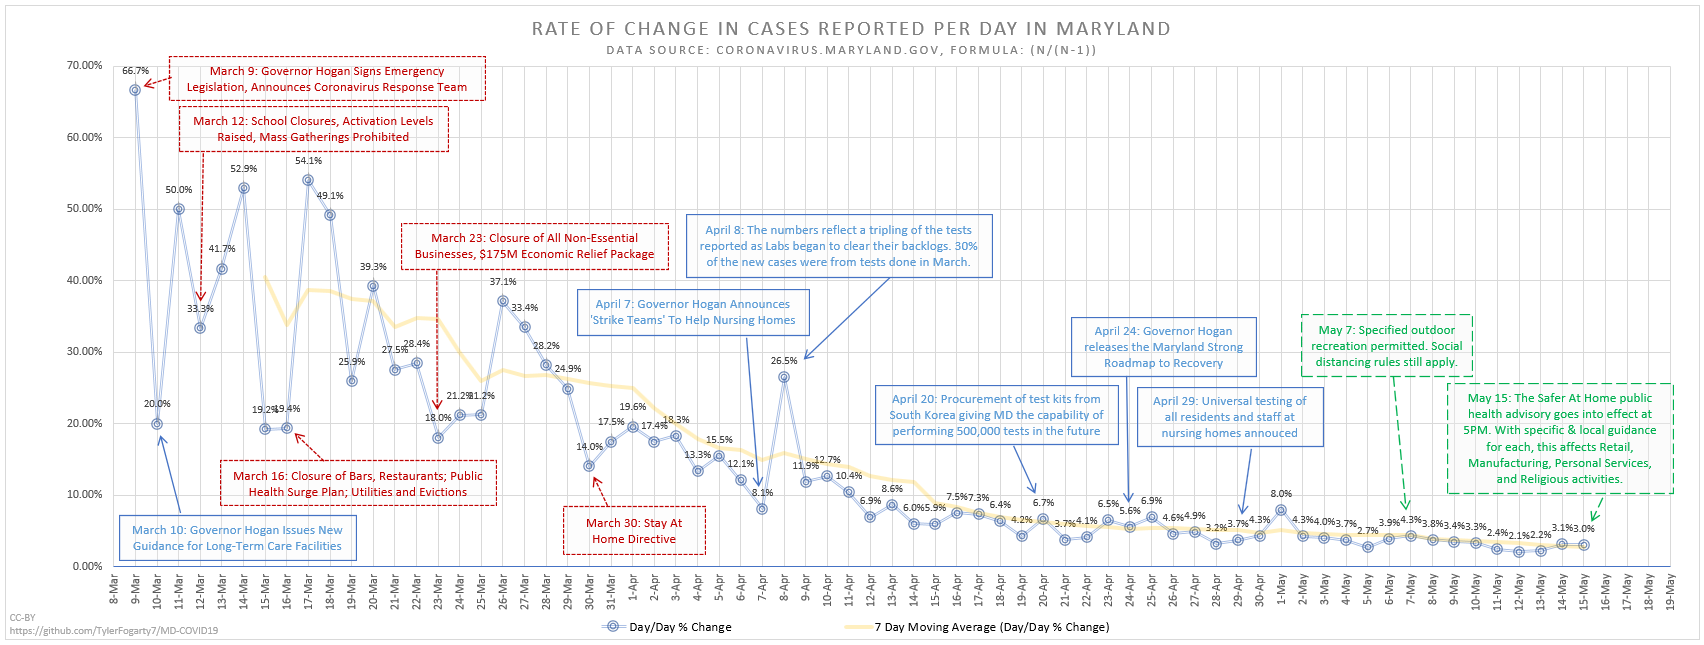 RATE OF CHANGE IN CASES REPORTED PER DAY IN MARYLAND
DATA SOURCE: CORONAVIRUS.MARYLAND.GOV, FORMULA: (N/(N-1))
70.00%
60.00%
50.00%
40.00%
30.00%
20.00%
10.00%
0.00%
March 9: Governor Hogan Signs Emergency
Legislation, Announces Coronavirus Response Team
March 12: School Closures, Activation Levels
Raised, Mass Gatherings Prohibited
March 23: Closure of All Non-Essential
Businesses, $175M Economic Relief Package
April 8: The numbers reflect a tripling of the tests
reported as Labs began to clear their backlogs. 30%
of the new cases were from tests done in March.
April 7: Governor Hogan Announces
'Strike Teams' To Help Nursing Homes
April 24: Governor Hogan
releases the Maryland Strong
Roadmap to Recovery
May 7: Specified outdoor
recreation permitted. Social
distancing rules still apply.
April 20: Procurement of test kits from
South Korea giving MD the capability of
performing 500,000 tests in the future
April 29: Universal testing of
all residents and staff at
nursing homes annouced
May 15: The Safer At Home public
health advisory goes into effect at
5PM. With specific & local guidance
for each, this affects Retail,
Manufacturing, Personal Services,
and Religious activities.
March 16: Closure of Bars, Restaurants; Public
Health Surge Plan; Utilities and Evictions
March 30: Stay At
Home Directive
March 10: Governor Hogan Issues New
Guidance for Long-Term Care Facilities
66.7%
20.0%
50.0%
33.3%
41.7%
52.9%
19.2%
19.4%
54.1%
49.1%
25.9%
39.3%
27.5%
28.4%
18.0%
21.2%
21.2%
37.1%
33.4%
28.2%
24.9%
14.0%
17.5%
19.6%
17.4%
18.3%
13.3%
15.5%
12.1%
8.1%
26.5%
11.9%
12.7%
10.4%
6.9%
8.6%
6.0%
5.9%
7.5%
7.3%
6.4%
4.2%
6.7%
3.7%
4.1%
6.5%
5.6%
6.9%
4.6%
4.9%
3.2%
3.7%
4.3%
8.0%
4.3%
4.0%
3.7%
2.7%
3.9%
4.3%
3.8%
3.4%
3.3%
2.4%
2.1%
2.2%
3.1%
3.0%
8-Mar
9-Mar
10-Mar
11-Mar
12-Mar
13-Mar
14-Mar
15-Mar
16-Mar
17-Mar
18-Mar
19-Mar
20-Mar
21-Mar
22-Mar
23-Mar
24-Mar
25-Mar
26-Mar
27-Mar
28-Mar
29-Mar
30-Mar
31-Mar
1-Apr
2-Apr
3-Apr
4-Apr
5-Apr
6-Apr
7-Apr
8-Apr
9-Apr
10-Apr
11-Apr
12-Apr
13-Apr
14-Apr
15-Apr
16-Apr
17-Apr
18-Apr
19-Apr
20-Apr
21-Apr
22-Apr
23-Apr
24-Apr
25-Apr
26-Apr
27-Apr
28-Apr
29-Apr
30-Apr
1-May
2-May
3-May
4-May
5-May
6-May
7-May
8-May
9-May
10-May
11-May
12-May
13-May
14-May
15-May
16-May
17-May
18-May
19-May
Day/Day % Change
7 Day Moving Average (Day/Day % Change)
CC-BY
https://github.com/TylerFogarty7/MD-COVID19